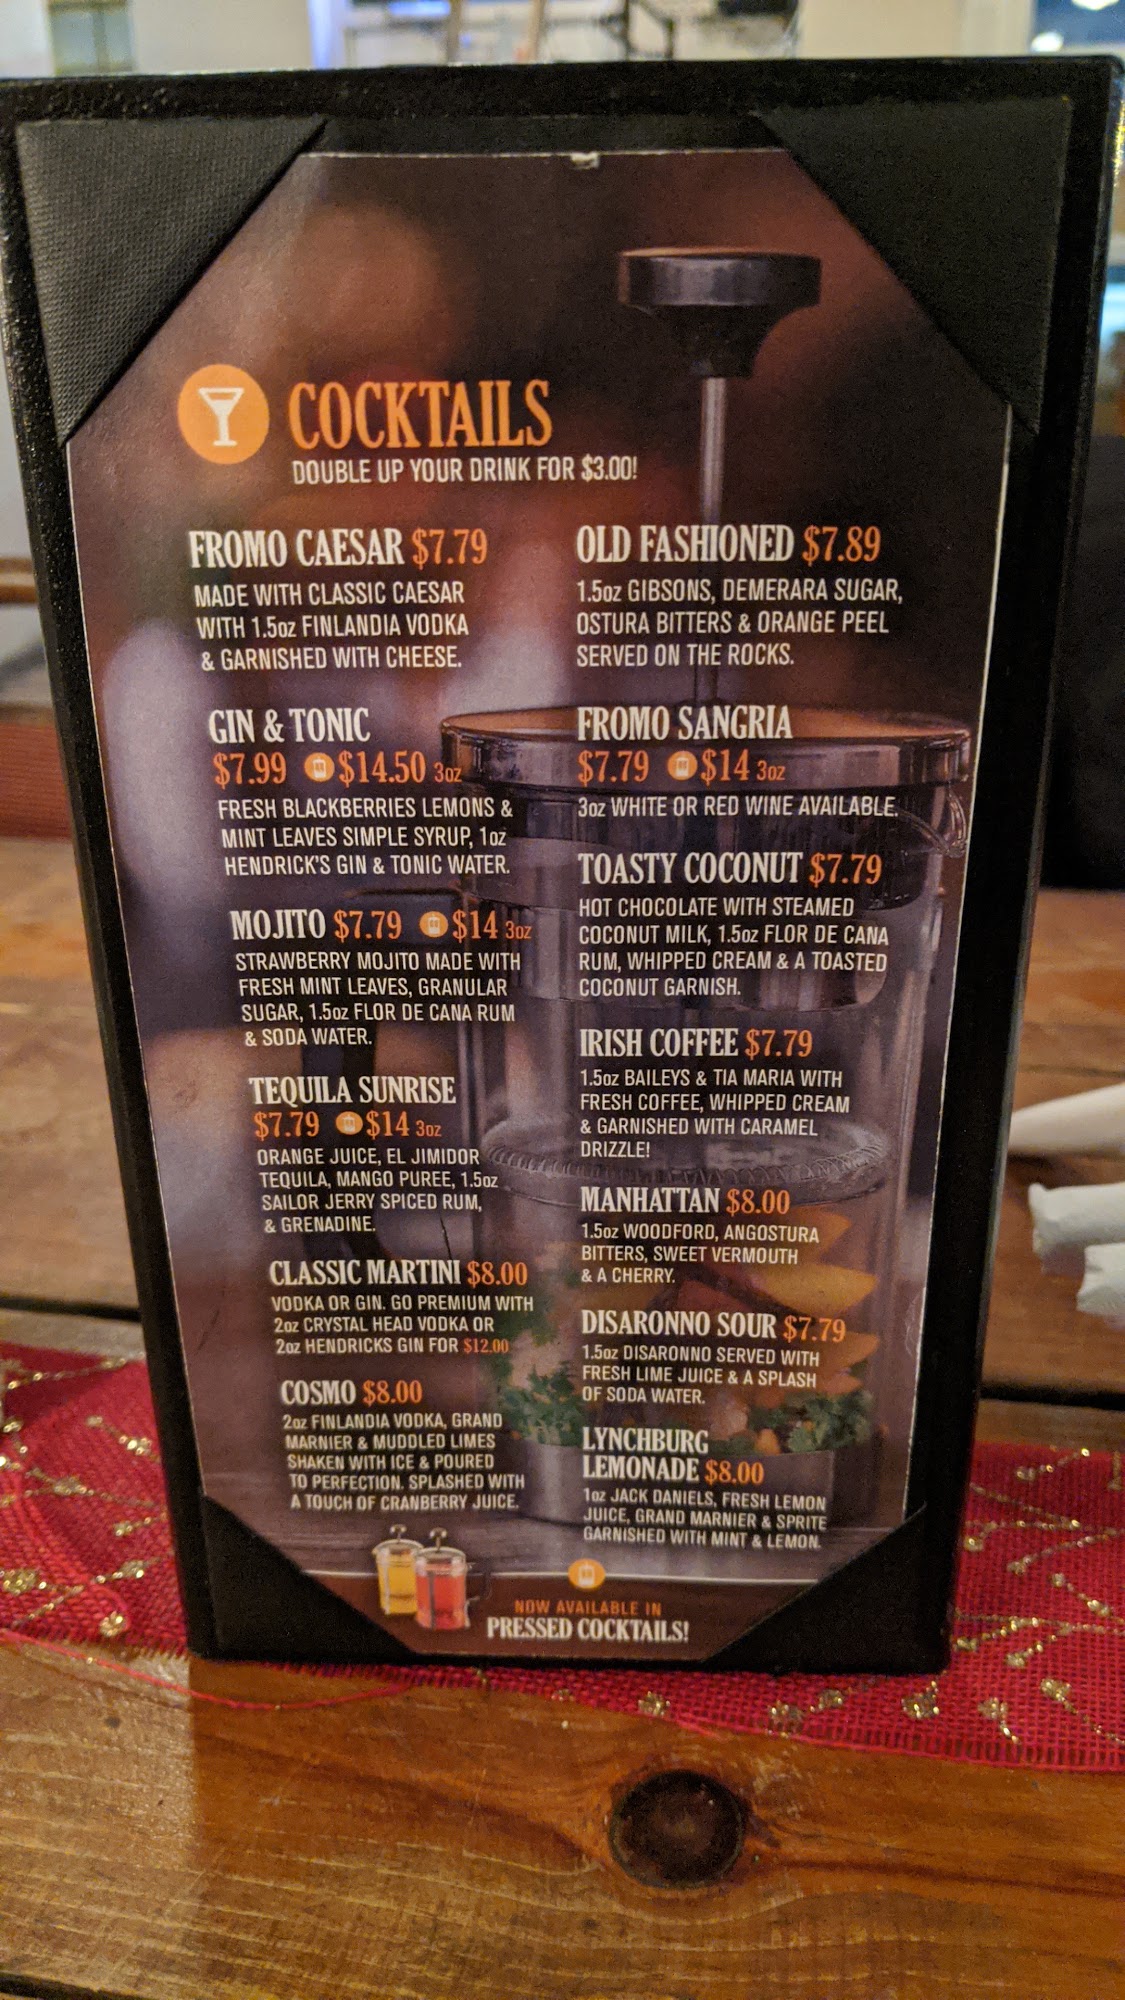 COCKTAILS
DOUBLE UP YOUR DRINK FOR $3.00!
FROMO CAESAR $7.79
MADE WITH CLASSIC CAESAR
WITH 1.5oz FINLANDIA VODKA
& GARNISHED WITH CHEESE.
GIN & TONIC
$7.99 $14.50 3oz
FRESH BLACKBERRIES LEMONS &
MINT LEAVES SIMPLE SYRUP, 1oz
HENDRICK'S GIN & TONIC WATER.
MOJITO $7.79 $14 3oz
STRAWBERRY MOJITO MADE WITH
FRESH MINT LEAVES, GRANULAR
SUGAR, 1.5oz FLOR DE CANA RUM
& SODA WATER.
TEQUILA SUNRISE
$7.79 $14 3oz
ORANGE JUICE, EL JIMIDOR
TEQUILA, MANGO PUREE, 1.5oz
SAILOR JERRY SPICED RUM,
& GRENADINE.
CLASSIC MARTINI $8.00
VODKA OR GIN. GO PREMIUM WITH
2oz CRYSTAL HEAD VODKA OR
2oz HENDRICKS GIN FOR $12.00
COSMO $8.00
2oz FINLANDIA VODKA, GRAND
MARNIER & MUDDLED LIMES
SHAKEN WITH ICE & POURED
TO PERFECTION. SPLASHED WITH
A TOUCH OF CRANBERRY JUICE.
OLD FASHIONED $7.89
1.5oz GIBSONS, DEMERARA SUGAR,
OSTURA BITTERS & ORANGE PEEL
SERVED ON THE ROCKS.
FROMO SANGRIA
$7.79 $14 3oz
3oz WHITE OR RED WINE AVAILABLE.
TOASTY COCONUT $7.79
HOT CHOCOLATE WITH STEAMED
COCONUT MILK, 1.5oz FLOR DE CANA
RUM, WHIPPED CREAM & A TOASTED
COCONUT GARNISH.
IRISH COFFEE $7.79
1.5oz BAILEYS & TIA MARIA WITH
FRESH COFFEE, WHIPPED CREAM
& GARNISHED WITH CARAMEL
DRIZZLE!
MANHATTAN $8.00
1.5oz WOODFORD, ANGOSTURA
BITTERS, SWEET VERMOUTH
& A CHERRY.
DISARONNO SOUR $7.79
1.5oz DISARONNO SERVED WITH
FRESH LIME JUICE & A SPLASH
OF SODA WATER.
LYNCHBURG
LEMONADE $8.00
1oz JACK DANIELS, FRESH LEMON
JUICE, GRAND MARNIER & SPRITE
GARNISHED WITH MINT & LEMON.
NOW AVAILABLE IN
PRESSED COCKTAILS!